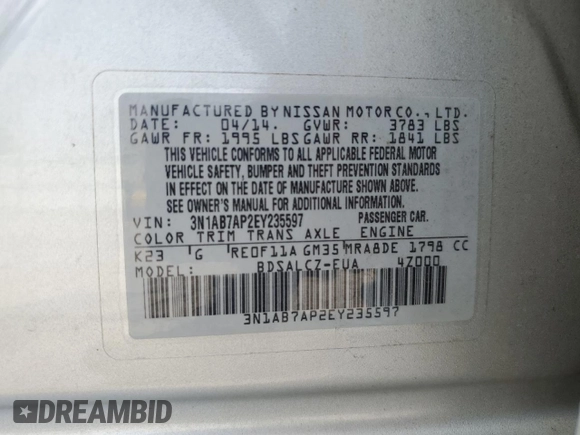 MANUFACTURED BY NISSAN MOTOR CO., LTD.
DATE: 04/14. GVWR: 3783 LBS
GAWR FR: 1995 LBS GAWR RR: 1841 LBS
THIS VEHICLE CONFORMS TO ALL APPLICABLE FEDERAL MOTOR
VEHICLE SAFETY, BUMPER AND THEFT PREVENTION STANDARDS
IN EFFECT ON THE DATE OF MANUFACTURE SHOWN ABOVE.
SEE OWNER'S MANUAL FOR ADDITIONAL INFORMATION.
VIN: 3N1AB7AP2EY235597 PASSENGER CAR.
COLOR TRIM TRANS AXLE ENGINE
K23 G RE0F11A GM35 MRA8DE 1798 CC
MODEL: BDSALCZ-EUA 4Z000
3N1AB7AP2EY235597
DREAMBID